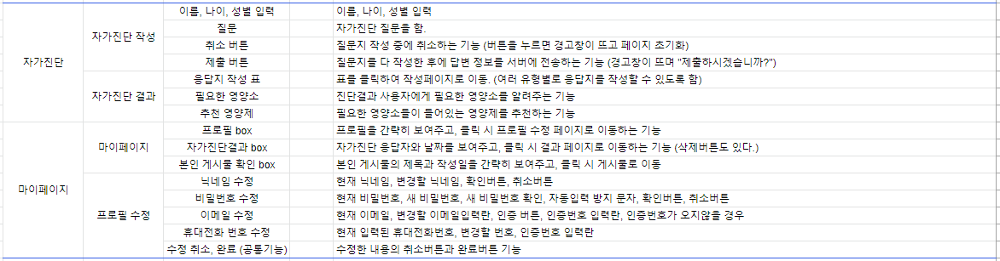 이름, 나이, 성별 입력 이름, 나이, 성별 입력
자가진단 작성 질문 자가진단 질문을 함.
취소 버튼 질문지 작성 중에 취소하는 기능 (버튼을 누르면 경고창이 뜨고 페이지 초기화)
자가진단 제출 버튼 질문지를 다 작성한 후에 답변 정보를 서버에 전송하는 기능 (경고창이 뜨며 "제출하시겠습니까?")
응답지 작성 표 표를 클릭하여 작성페이지로 이동. (여러 유형별로 응답지를 작성할 수 있도록 함)
자가진단 결과 필요한 영양소 진단결과 사용자에게 필요한 영양소를 알려주는 기능
추천 영양제 필요한 영양소들이 들어있는 영양제를 추천하는 기능
프로필 box 프로필을 간략히 보여주고, 클릭 시 프로필 수정 페이지로 이동하는 기능
마이페이지 자가진단결과 box 자가진단 응답자와 날짜를 보여주고, 클릭 시 결과 페이지로 이동하는 기능 (삭제버튼도 있다.)
본인 게시물 확인 box 본인 게시물의 제목과 작성일을 간략히 보여주고, 클릭 시 게시물로 이동
마이페이지 닉네임 수정 현재 닉네임, 변경할 닉네임, 확인버튼, 취소버튼
비밀번호 수정 현재 비밀번호, 새 비밀번호, 새 비밀번호 확인, 자동입력 방지 문자, 확인버튼, 취소버튼
프로필 수정 이메일 수정 현재 이메일, 변경할 이메일입력란, 인증 버튼, 인증번호 입력란, 인증번호가 오지않을 경우
휴대전화 번호 수정 현재 입력된 휴대전화번호, 변경할 번호, 인증번호 입력란
수정 취소, 완료 (공통기능) 수정한 내용의 취소버튼과 완료버튼 기능